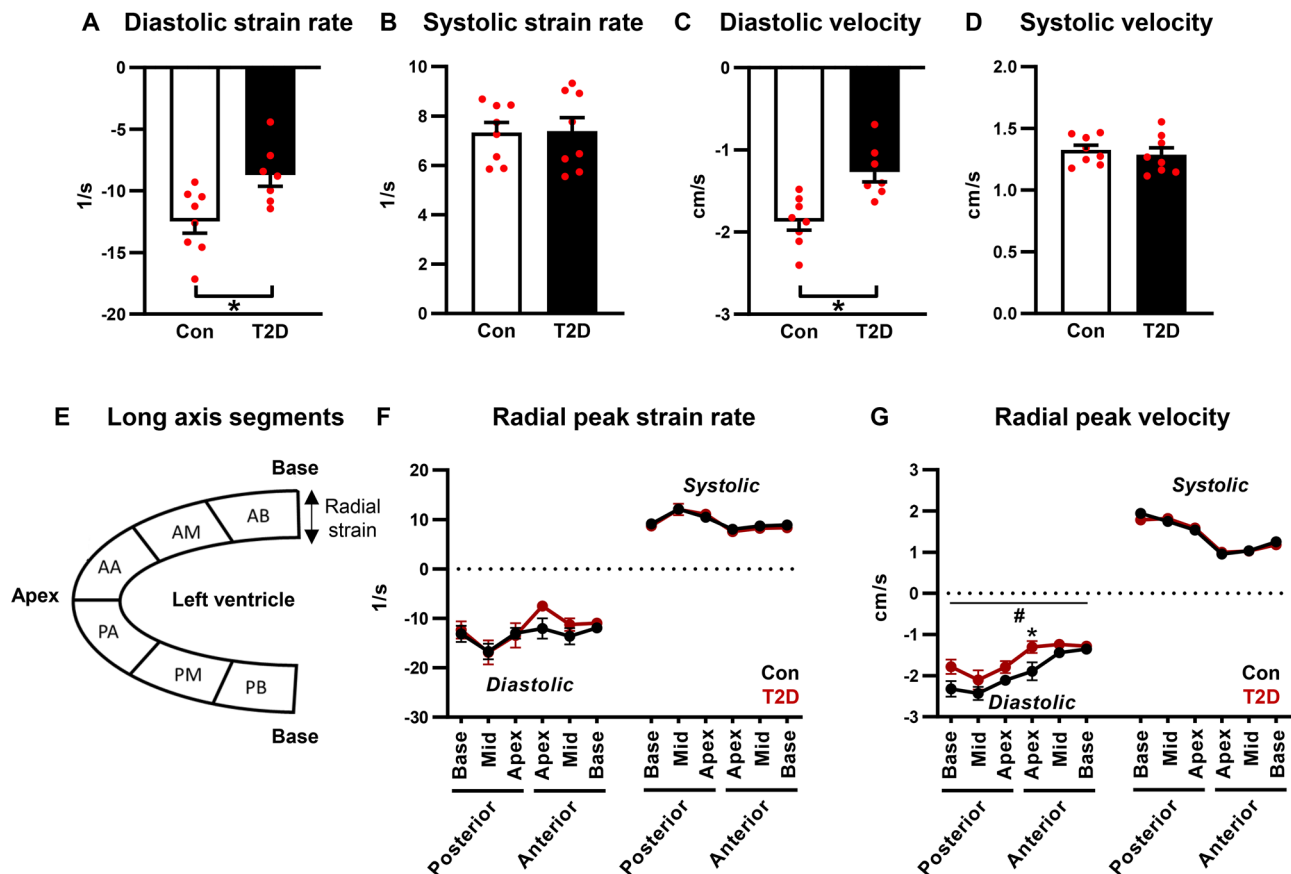 A Diastolic strain rate
B Systolic strain rate
C Diastolic velocity
D Systolic velocity
0
-5
-10
-15
-20
1/s
*
Con
T2D
10
8
6
4
2
0
1/s
Con
T2D
0
-1
-2
-3
cm/s
*
Con
T2D
2.0
1.5
1.0
0.5
0.0
cm/s
Con
T2D
E Long axis segments
Base
AB
AM
AA
Radial
strain
Apex
Left ventricle
PA
PM
PB
Base
F Radial peak strain rate
20
10
0
-10
-20
-30
1/s
Systolic
Diastolic
Con
T2D
Base
Mid
Apex
Apex
Mid
Base
Posterior
Anterior
Base
Mid
Apex
Apex
Mid
Base
Posterior
Anterior
G Radial peak velocity
3
2
1
0
-1
-2
-3
cm/s
Systolic
#
*
Diastolic
Con
T2D
Base
Mid
Apex
Apex
Mid
Base
Posterior
Anterior
Base
Mid
Apex
Apex
Mid
Base
Posterior
Anterior